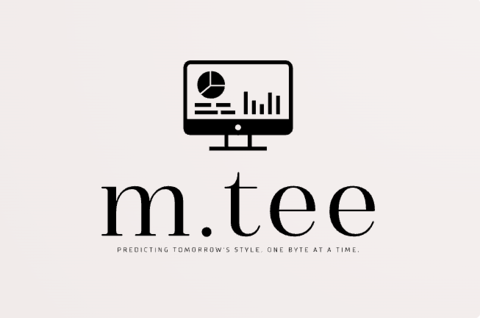 m.tee
PREDICTING TOMORROW'S STYLE. ONE BYTE AT A TIME.